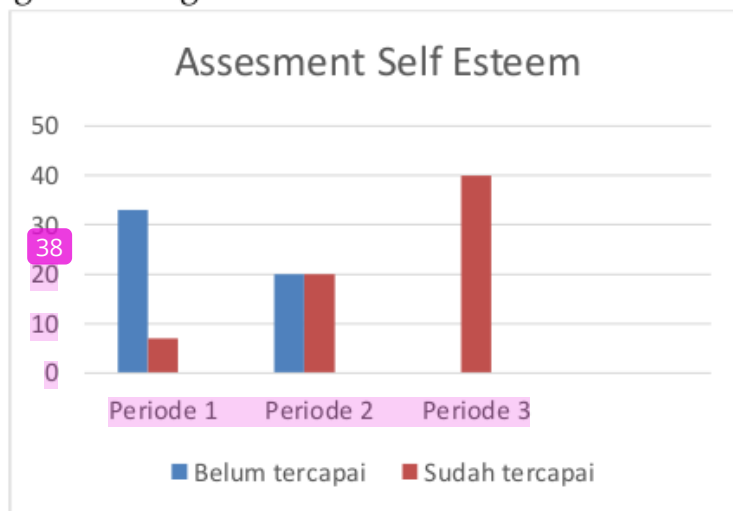 Assesment Self Esteem
50
40
30
38
20
10
0
Periode 1 Periode 2 Periode 3
Belum tercapai Sudah tercapai